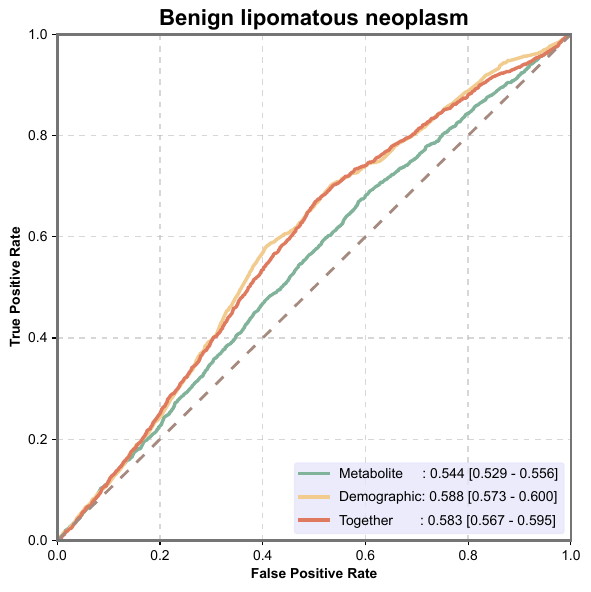 Benign lipomatous neoplasm
1.0
0.8
0.6
0.4
0.2
0.0
True Positive Rate
Metabolite : 0.544 [0.529 - 0.556]
Demographic: 0.588 [0.573 - 0.600]
Together : 0.583 [0.567 - 0.595]
0.0 0.2 0.4 0.6 0.8 1.0
False Positive Rate